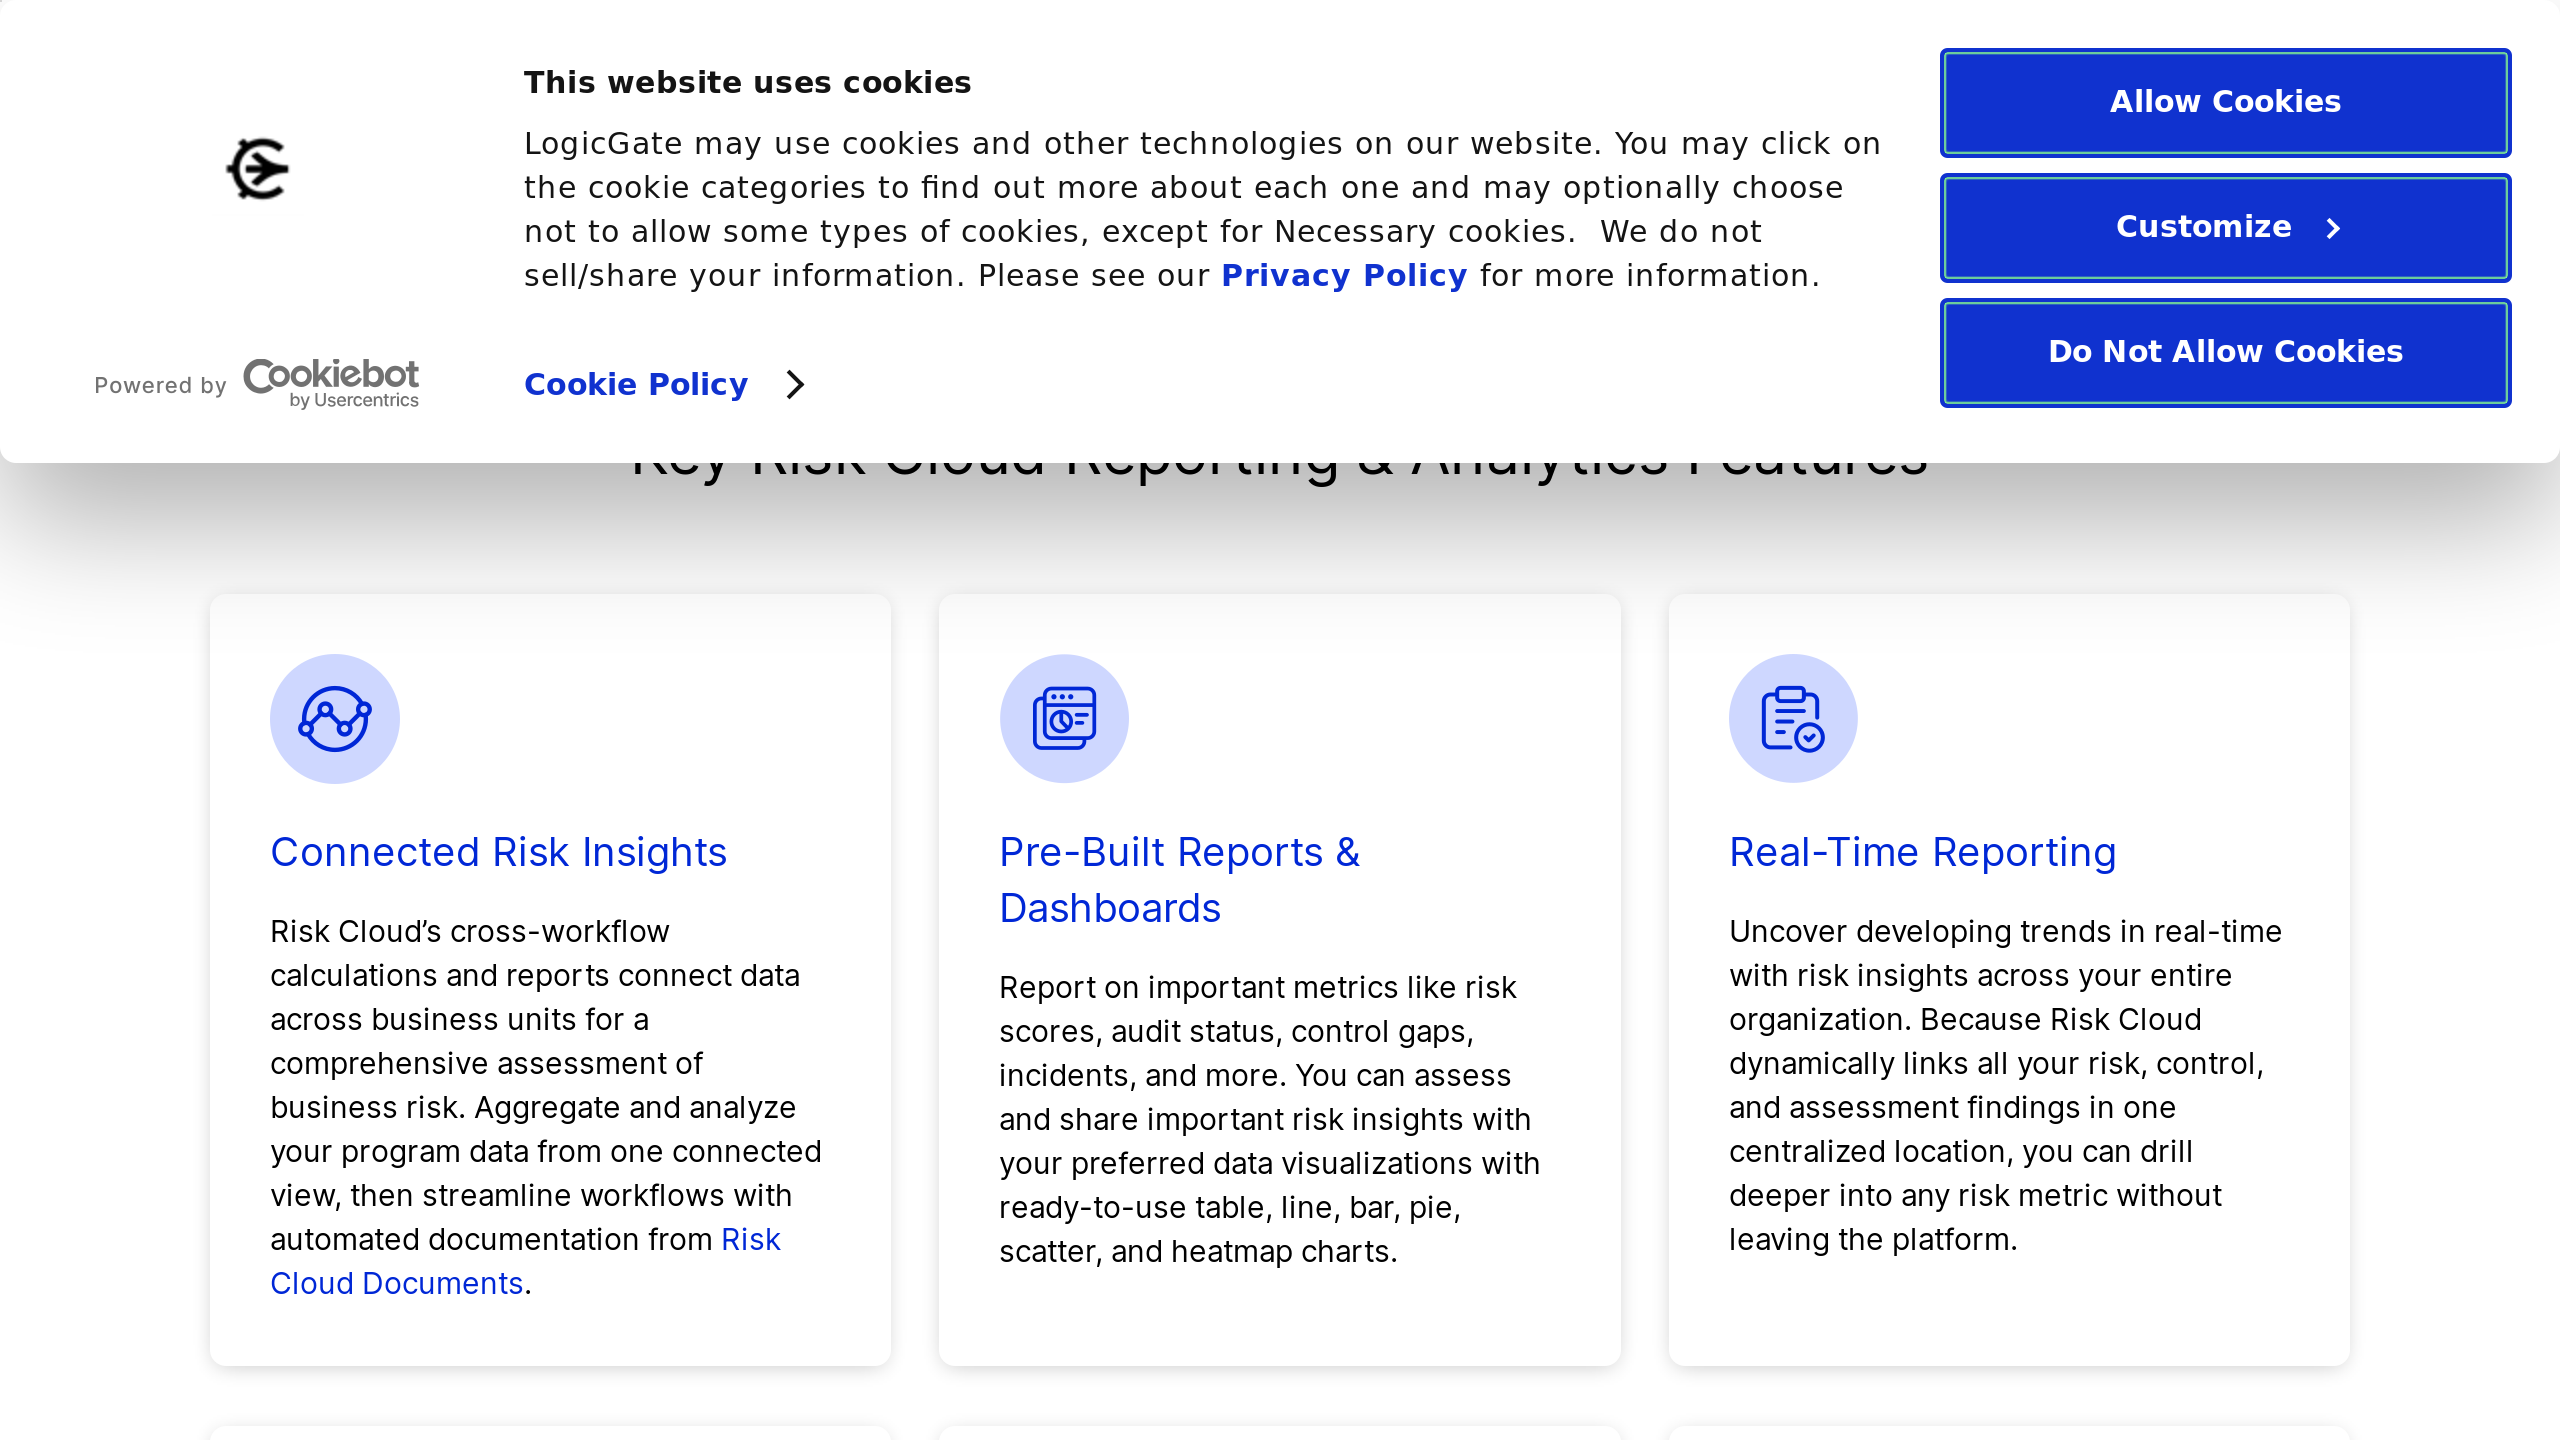 This website uses cookies
LogicGate may use cookies and other technologies on our website. You may click on
the cookie categories to find out more about each one and may optionally choose
not to allow some types of cookies, except for Necessary cookies.  We do not
sell/share your information. Please see our Privacy Policy for more information.
Allow Cookies
Customize
Do Not Allow Cookies
Powered by Cookiebot
by Usercentrics
Cookie Policy
Key Risk Cloud Reporting & Analytics Features
Connected Risk Insights
Risk Cloud’s cross-workflow
calculations and reports connect data
across business units for a
comprehensive assessment of
business risk. Aggregate and analyze
your program data from one connected
view, then streamline workflows with
automated documentation from Risk
Cloud Documents.
Pre-Built Reports &
Dashboards
Report on important metrics like risk
scores, audit status, control gaps,
incidents, and more. You can assess
and share important risk insights with
your preferred data visualizations with
ready-to-use table, line, bar, pie,
scatter, and heatmap charts.
Real-Time Reporting
Uncover developing trends in real-time
with risk insights across your entire
organization. Because Risk Cloud
dynamically links all your risk, control,
and assessment findings in one
centralized location, you can drill
deeper into any risk metric without
leaving the platform.